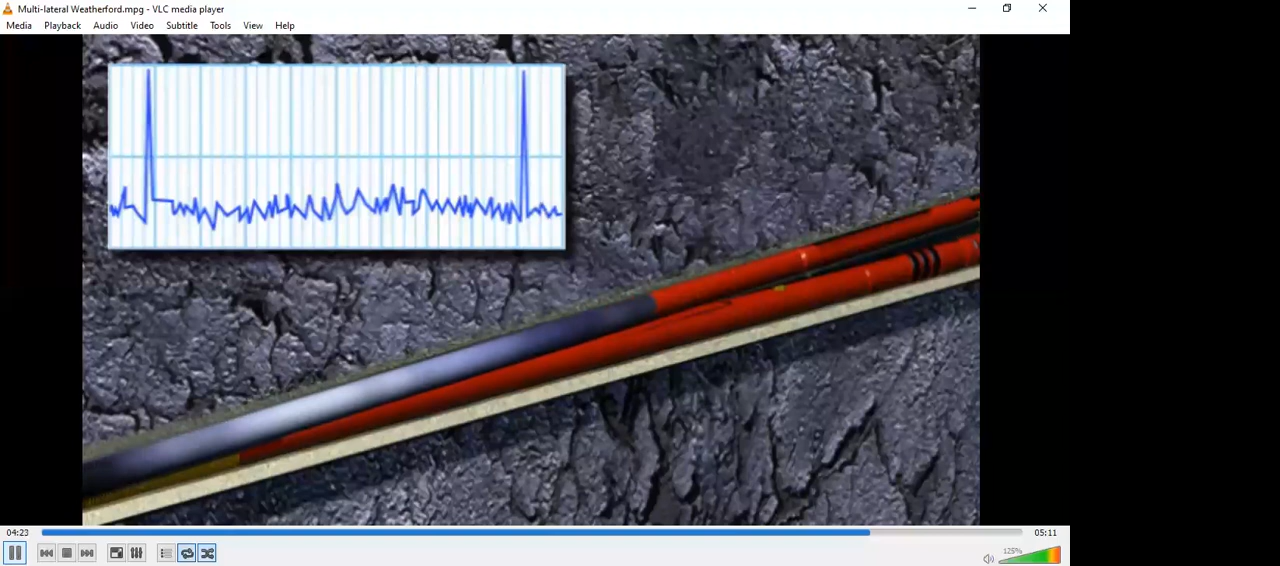 Multi-lateral Weatherford.mpg - VLC media player
Media Playback Audio Video Subtitle Tools View Help
04:23 05:11
125%